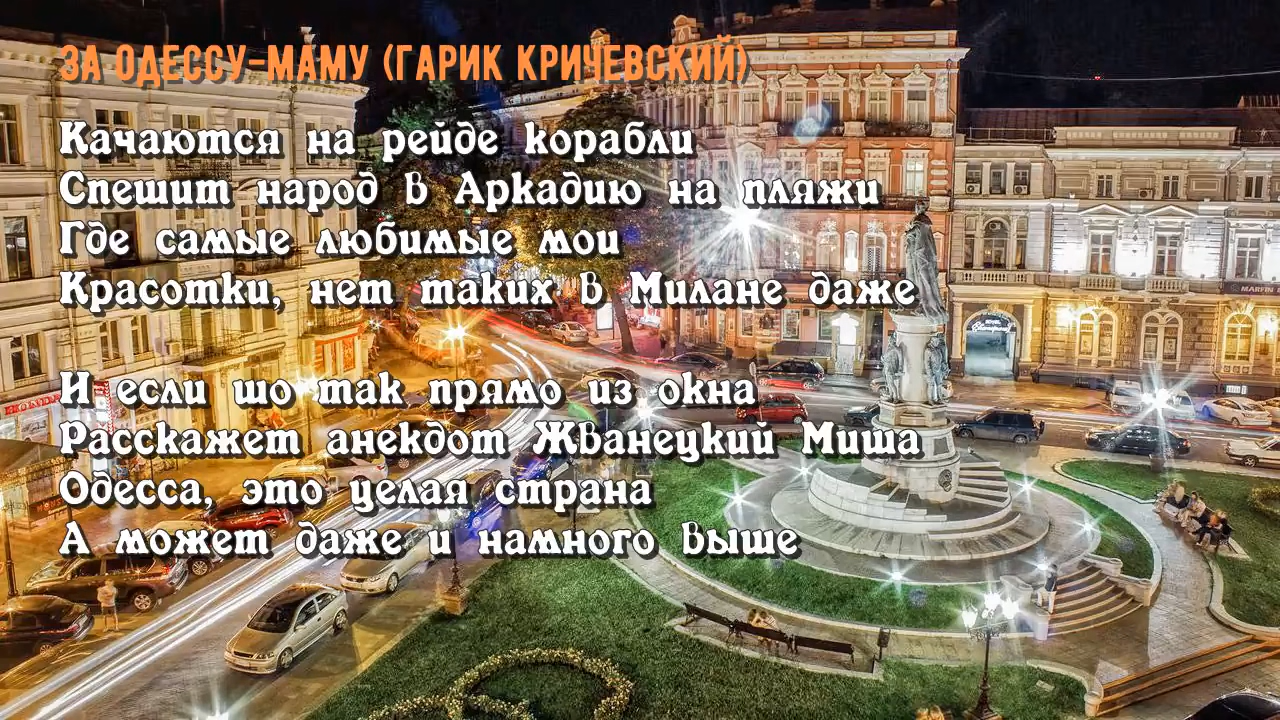 ЗА ОДЕССУ-МАМУ (ГАРИК КРИЧЕВСКИЙ)
Качаются на рейде корабли
Спешит народ в Аркадию на пляжи
Где самые любимые мои
Красотки, нет таких в Милане даже
И если шо так прямо из окна
Расскажет анекдот Жванецкий Миша
Одесса, это целая страна
А может даже и намного выше